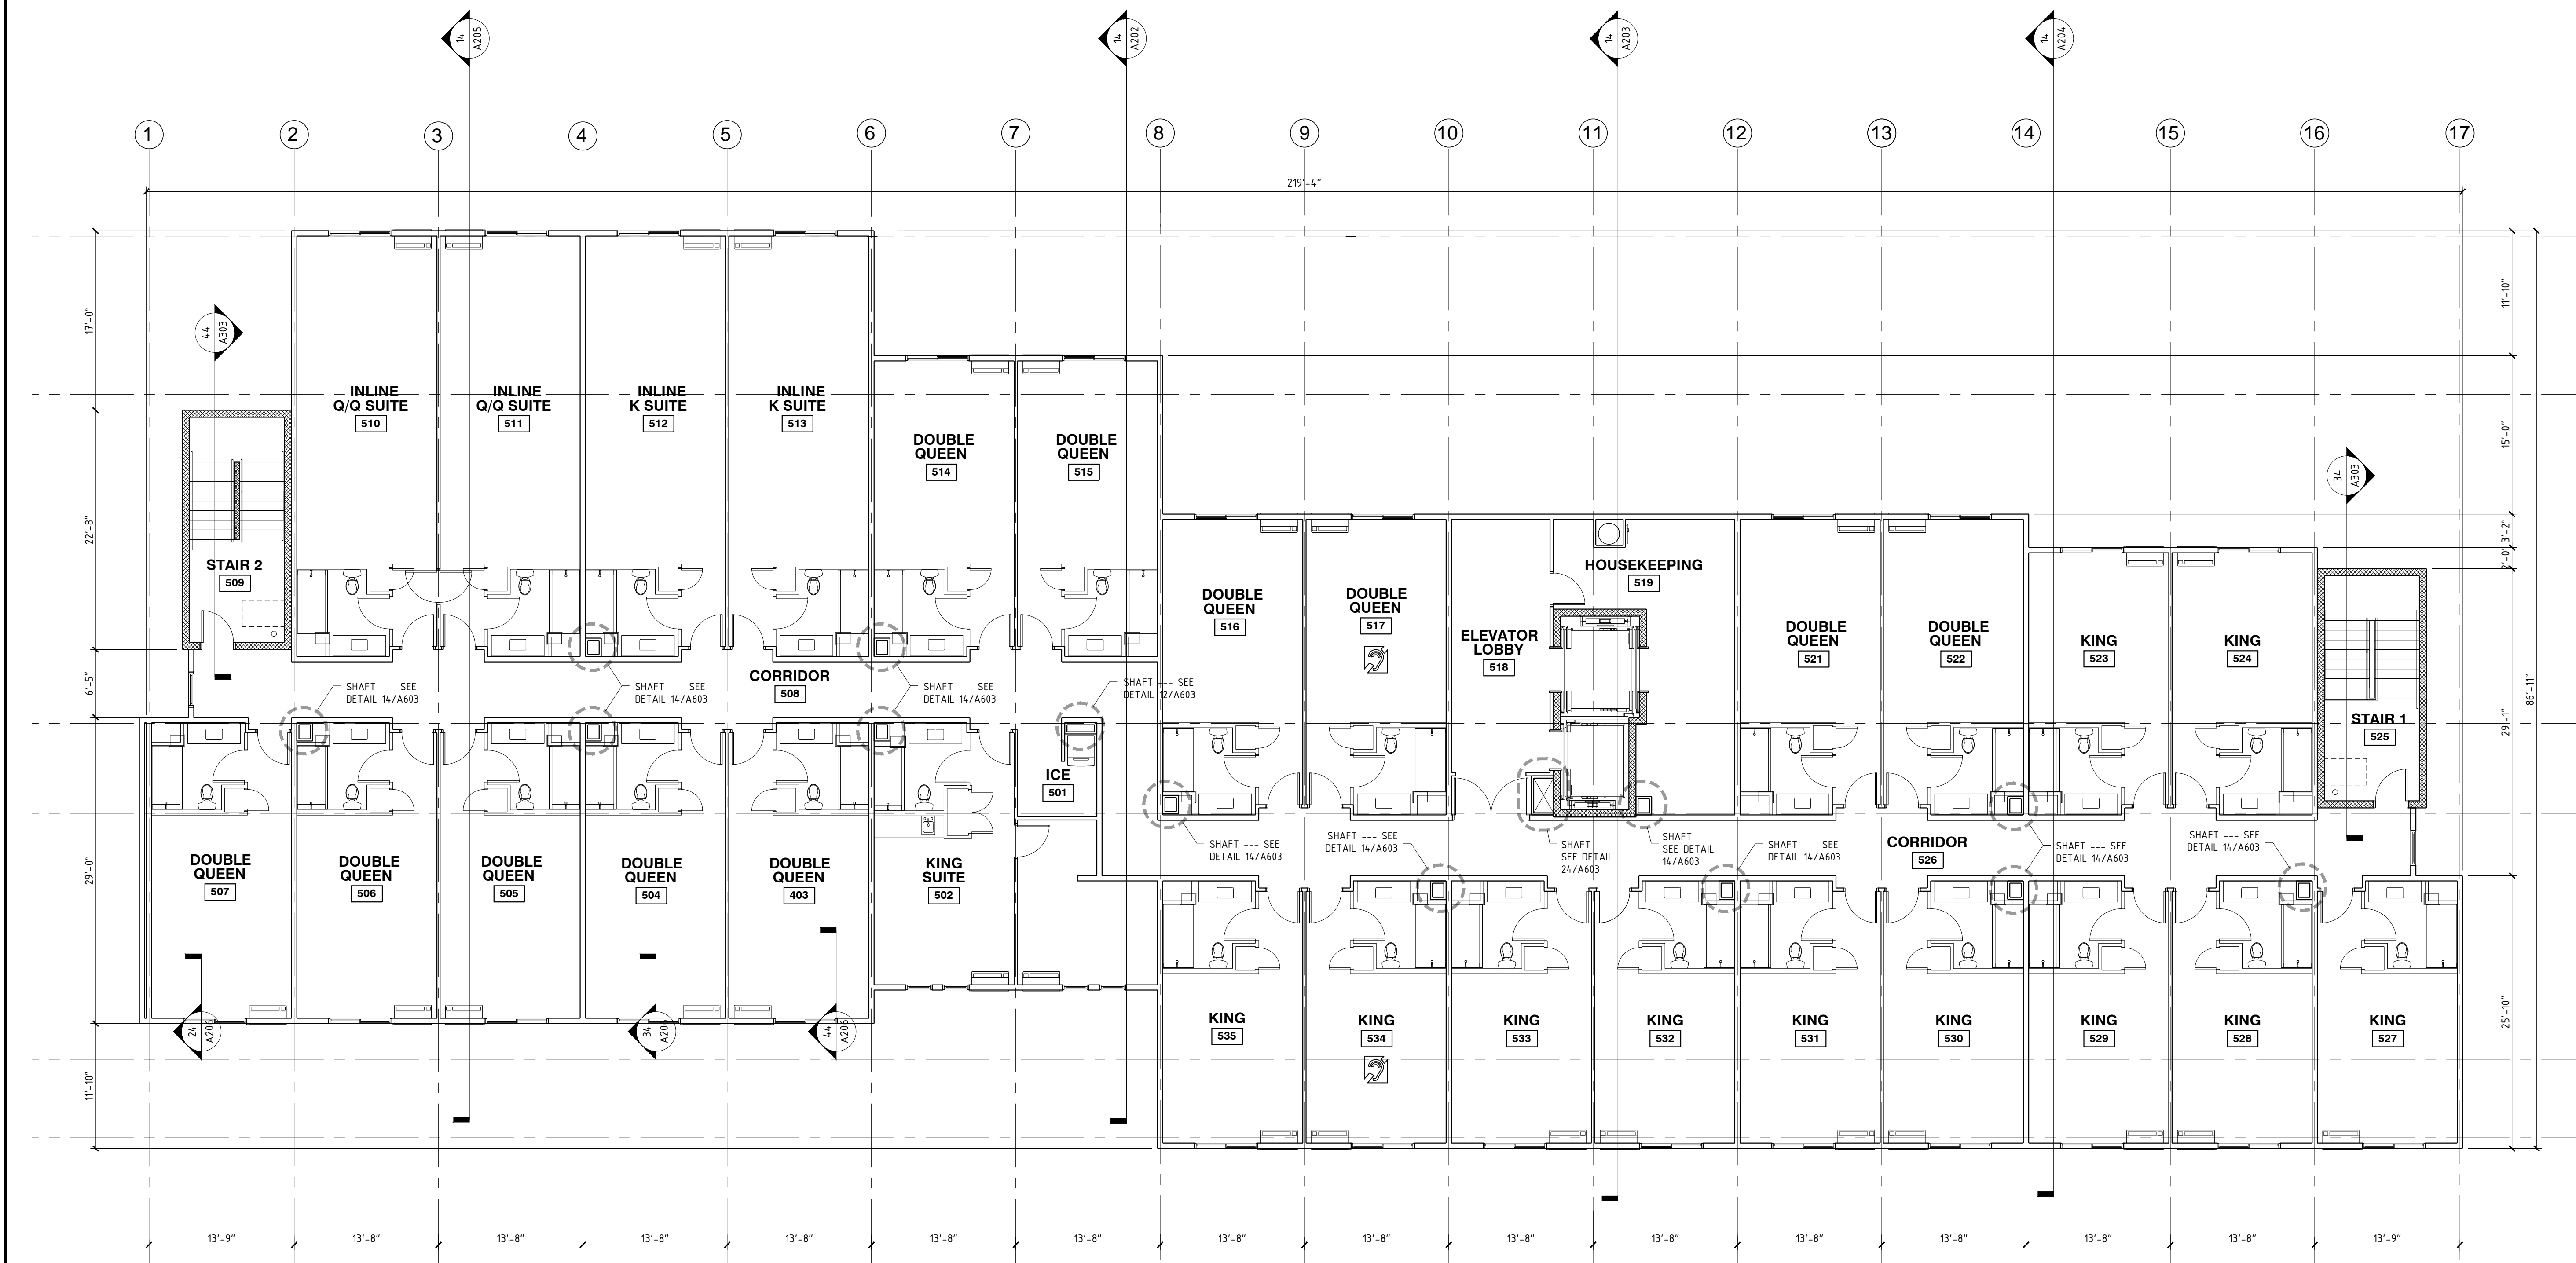 14
A205
14
A202
14
A203
14
A204
1
2
3
4
5
6
7
8
9
10
11
12
13
14
15
16
17
219'-4"
17'-0"
22'-8"
6'-5"
29'-0"
11'-10"
11'-10"
15'-0"
3'-2"
2'-0"
29'-1"
25'-10"
86'-11"
44
A303
34
A303
INLINE
Q/Q SUITE
510
INLINE
Q/Q SUITE
511
INLINE
K SUITE
512
INLINE
K SUITE
513
DOUBLE
QUEEN
514
DOUBLE
QUEEN
515
STAIR 2
509
DOUBLE
QUEEN
516
DOUBLE
QUEEN
517
ELEVATOR
LOBBY
518
HOUSEKEEPING
519
DOUBLE
QUEEN
521
DOUBLE
QUEEN
522
KING
523
KING
524
STAIR 1
525
CORRIDOR
508
SHAFT --- SEE
DETAIL 14/A603
SHAFT --- SEE
DETAIL 14/A603
SHAFT --- SEE
DETAIL 14/A603
SHAFT --- SEE
DETAIL 12/A603
ICE
501
DOUBLE
QUEEN
507
DOUBLE
QUEEN
506
DOUBLE
QUEEN
505
DOUBLE
QUEEN
504
DOUBLE
QUEEN
403
KING
SUITE
502
SHAFT --- SEE
DETAIL 14/A603
SHAFT --- SEE
DETAIL 14/A603
SHAFT ---
SEE DETAIL
24/A603
SHAFT ---
SEE DETAIL
14/A603
SHAFT --- SEE
DETAIL 14/A603
CORRIDOR
526
SHAFT --- SEE
DETAIL 14/A603
SHAFT --- SEE
DETAIL 14/A603
24
A206
34
A206
44
A206
KING
535
KING
534
KING
533
KING
532
KING
531
KING
530
KING
529
KING
528
KING
527
13'-9"
13'-8"
13'-8"
13'-8"
13'-8"
13'-8"
13'-8"
13'-8"
13'-8"
13'-8"
13'-8"
13'-8"
13'-8"
13'-8"
13'-8"
13'-9"